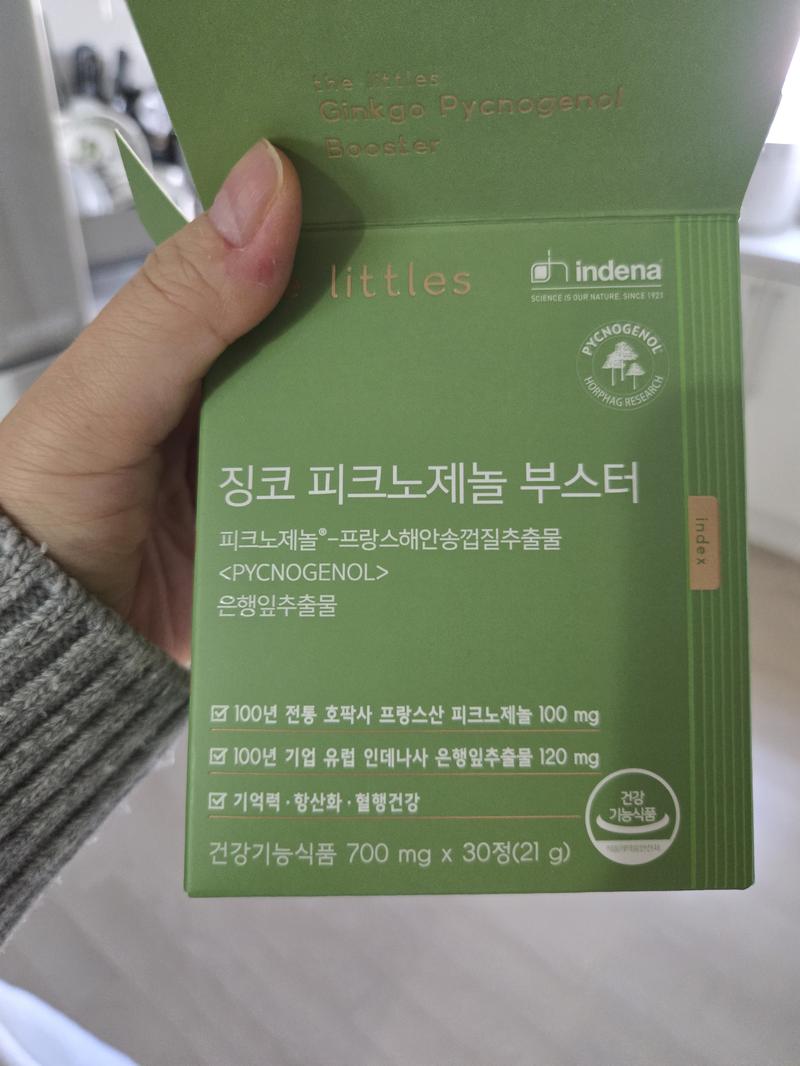 the littles
Ginkgo Pycnogenol
Booster
littles
indena
SCIENCE IS OUR NATURE. SINCE 1921
PYCNOGENOL
HORPHAG RESEARCH
징코 피크노제놀 부스터
피크노제놀®-프랑스해안송껍질추출물
<PYCNOGENOL>
은행잎추출물
index
100년 전통 호팍사 프랑스산 피크노제놀 100 mg
100년 기업 유럽 인데나사 은행잎추출물 120 mg
기억력·항산화·혈행건강
건강
기능식품
건강기능식품 700 mg x 30정(21 g)